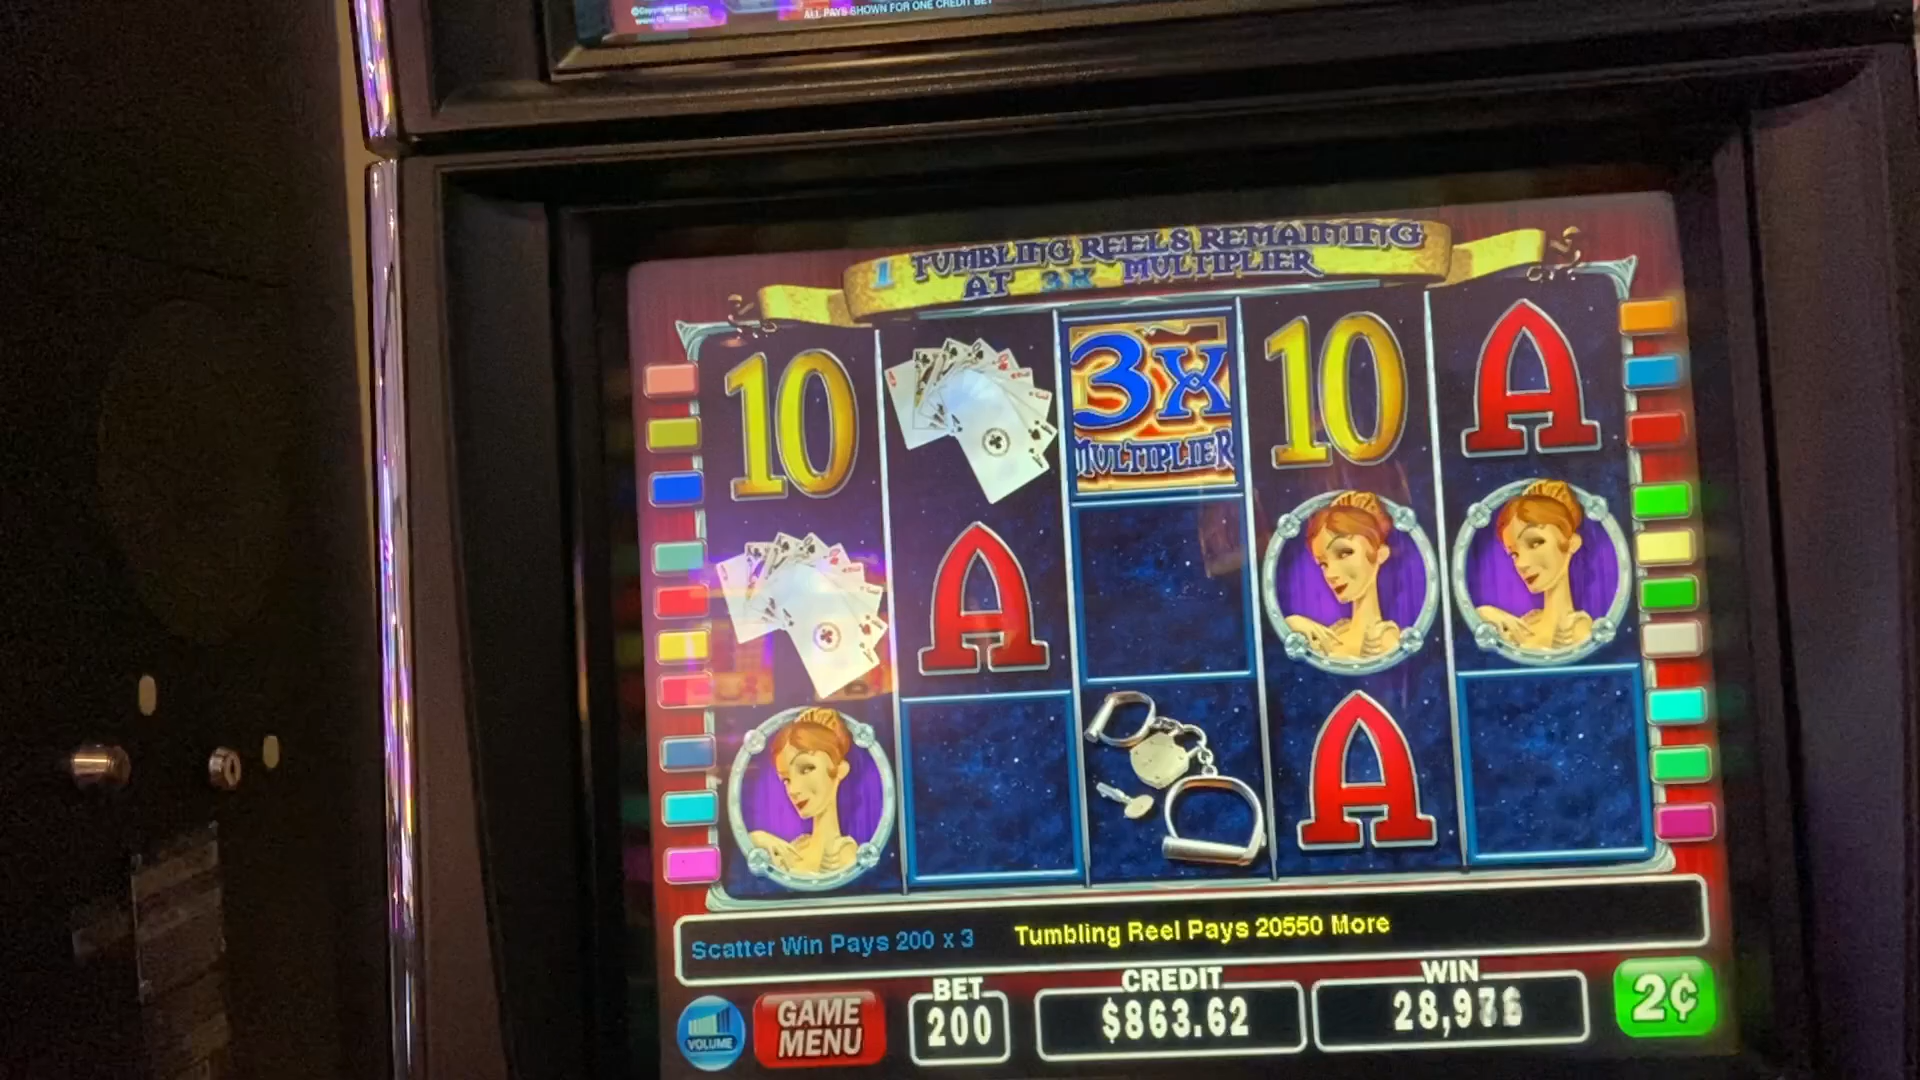 ALL PAYS SHOWN FOR ONE CREDIT BET
1 TUMBLING REELS REMAINING
AT 3X MULTIPLIER
10
3X
MULTIPLIER
10
A
A
A
Scatter Win Pays 200 x 3 Tumbling Reel Pays 20550 More
BET
CREDIT
WIN
VOLUME
GAME
MENU
200
$863.62
28,97
2¢